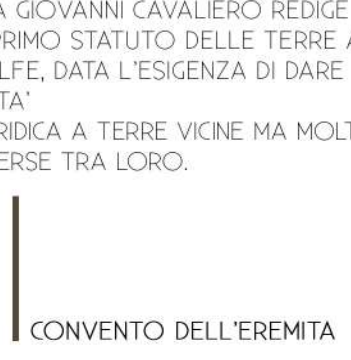 A GIOVANNI CAVALIERO REDIGE
PRIMO STATUTO DELLE TERRE A
LFE, DATA L'ESIGENZA DI DARE
TA'
RIDICA A TERRE VICINE MA MOLT
ERSE TRA LORO.
CONVENTO DELL'EREMITA